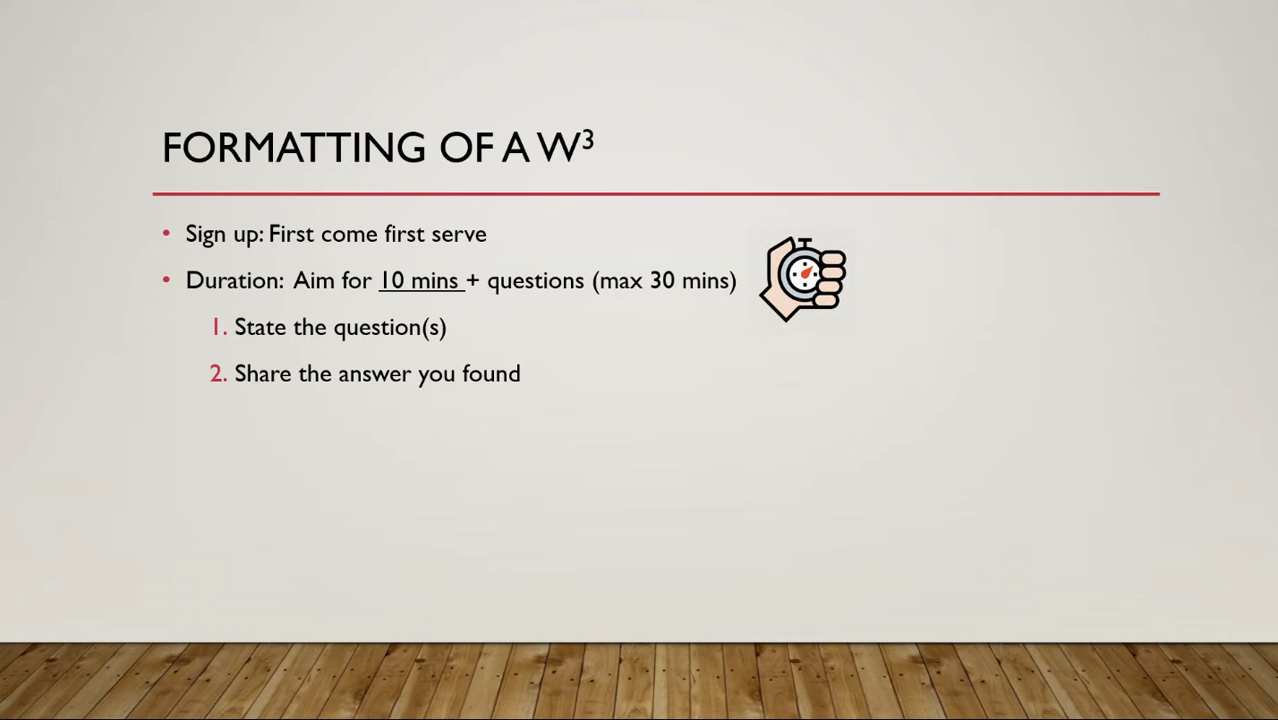 FORMATTING OF A W³
• Sign up: First come first serve
• Duration: Aim for 10 mins + questions (max 30 mins)
1. State the question(s)
2. Share the answer you found